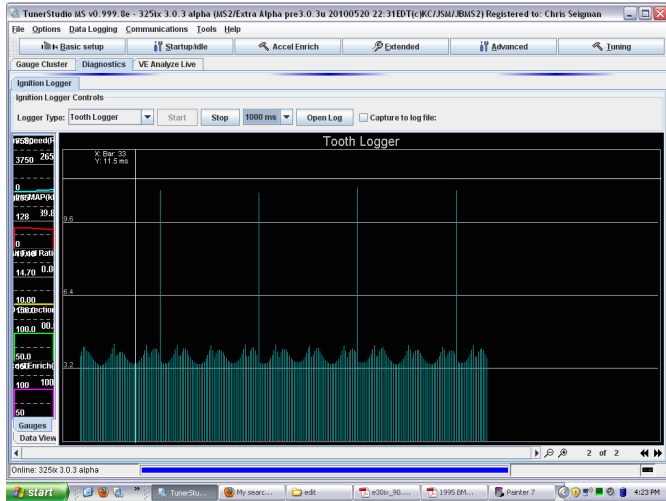 TunerStudio MS v0.999.8e - 325ix 3.0.3 alpha (MS2/Extra Alpha pre3.0.3u 20100520 22:31EDT(c)KC/JSM/JBMS2) Registered to: Chris Seigman
File Options Data Logging Communications Tools Help
Basic setup Startup/Idle Accel Enrich Extended Advanced Tuning
Gauge Cluster Diagnostics VE Analyze Live
Ignition Logger
Ignition Logger Controls
Logger Type: Tooth Logger Start Stop 1000 ms Open Log Capture to log file:
Tooth Logger
X: Bar: 33
Y: 11.5 ms
3750 265
0
128 39.8
0
14.70 0.0
10.00
100.0 00.
50.0
100 100
50
9.6
6.4
3.2
Gauges
Data View
2 of 2
Online: 325ix 3.0.3 alpha
start TunerStu... My searc... edit e30ix_90.... 1995.BM... Painter 7 4:23 PM